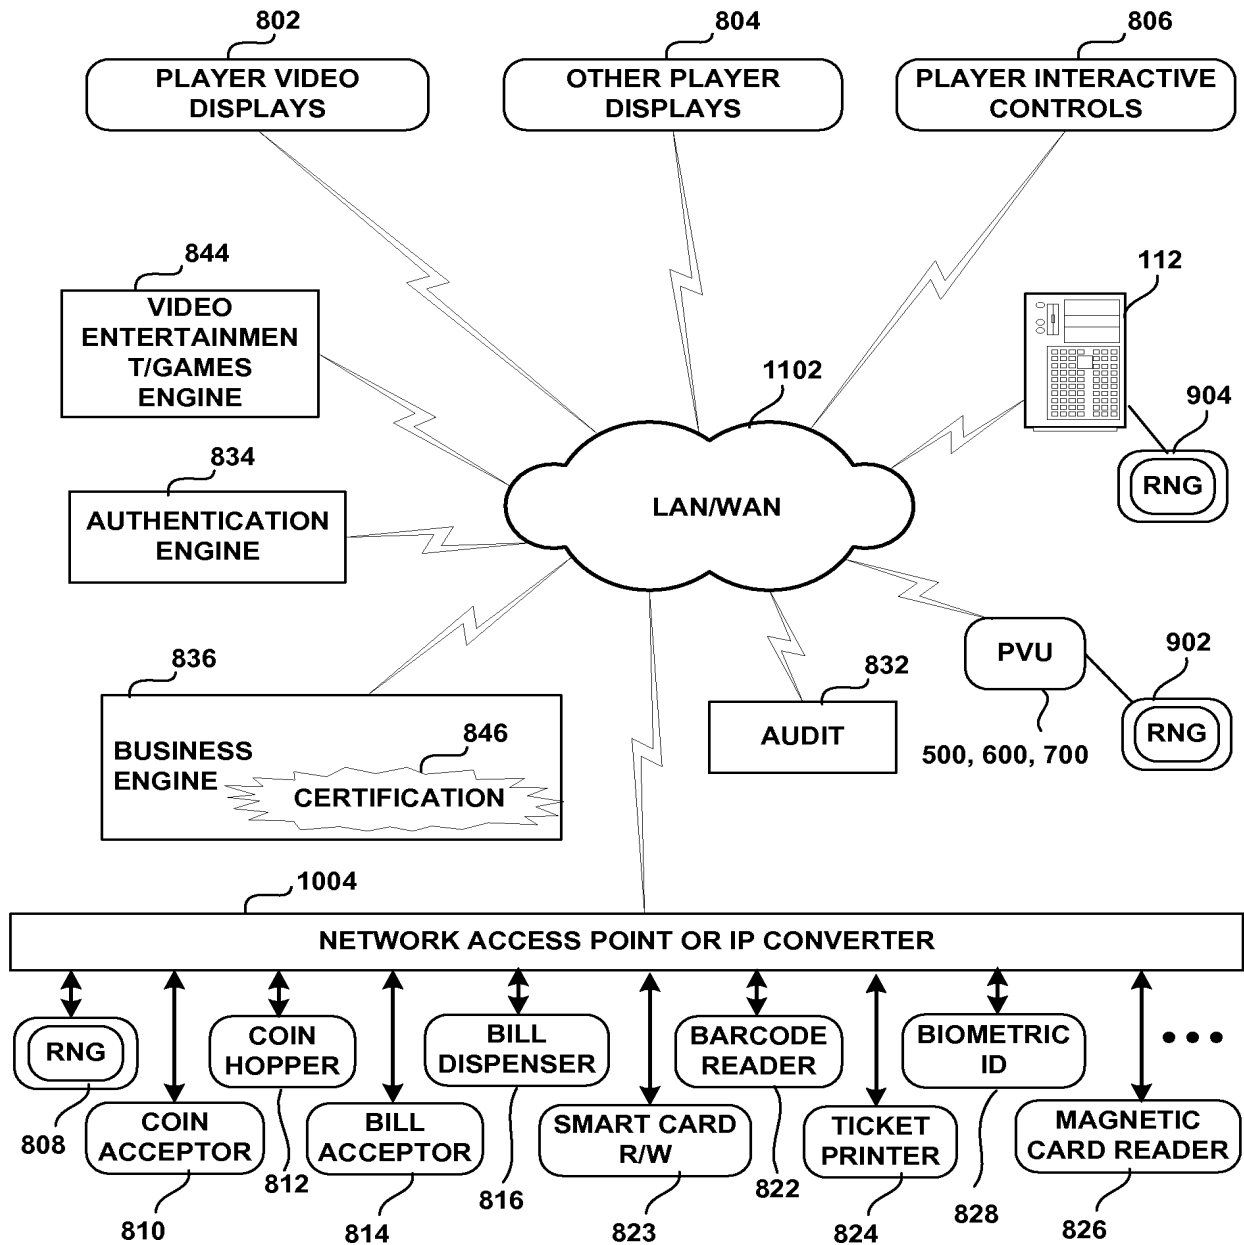 802
804
806
PLAYER VIDEO
DISPLAYS
OTHER PLAYER
DISPLAYS
PLAYER INTERACTIVE
CONTROLS
844
VIDEO
ENTERTAINMEN
T/GAMES
ENGINE
112
1102
904
RNG
834
AUTHENTICATION
ENGINE
LAN/WAN
836
BUSINESS
ENGINE
846
CERTIFICATION
832
AUDIT
PVU
500, 600, 700
902
RNG
1004
NETWORK ACCESS POINT OR IP CONVERTER
RNG
808
COIN
ACCEPTOR
810
COIN
HOPPER
812
BILL
ACCEPTOR
814
BILL
DISPENSER
816
SMART CARD
R/W
823
BARCODE
READER
822
TICKET
PRINTER
824
BIOMETRIC
ID
828
MAGNETIC
CARD READER
826